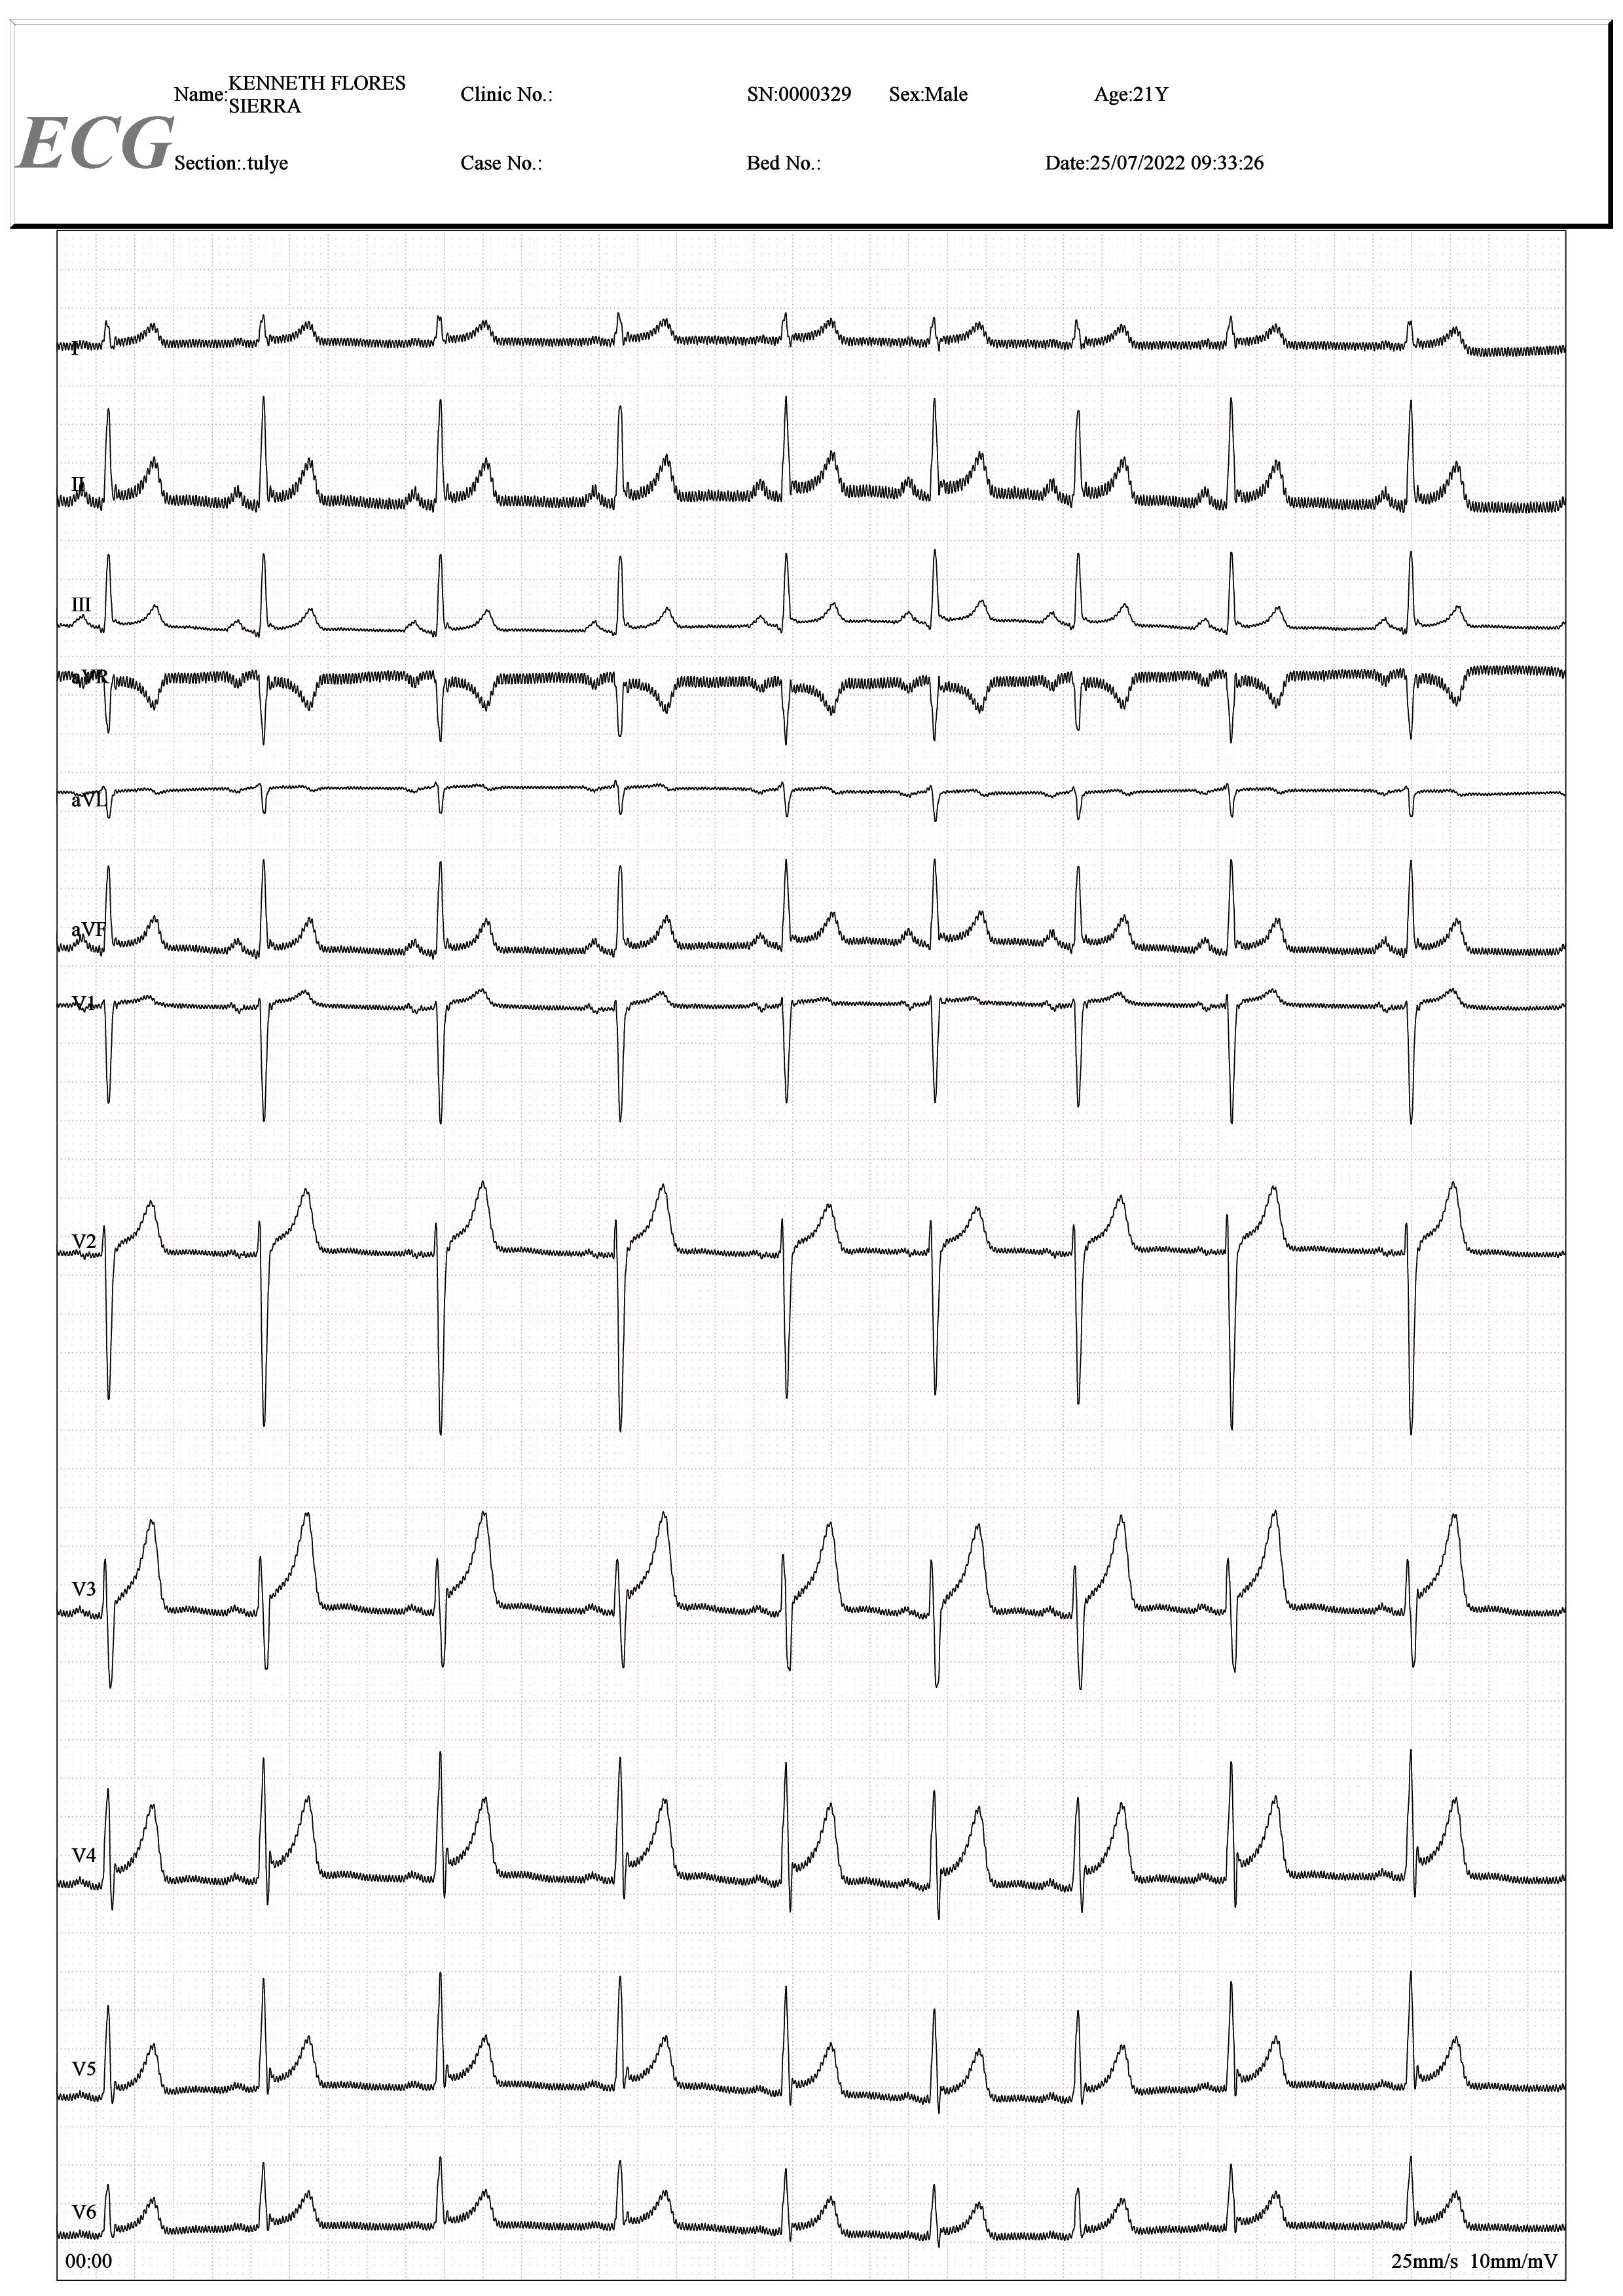 ECG
Name:KENNETH FLORES
SIERRA
Clinic No.:
SN:0000329
Sex:Male
Age:21Y
Section:.tulye
Case No.:
Bed No.:
Date:25/07/2022 09:33:26
I
II
III
aVR
aVL
aVF
V1
V2
V3
V4
V5
V6
00:00
25mm/s 10mm/mV